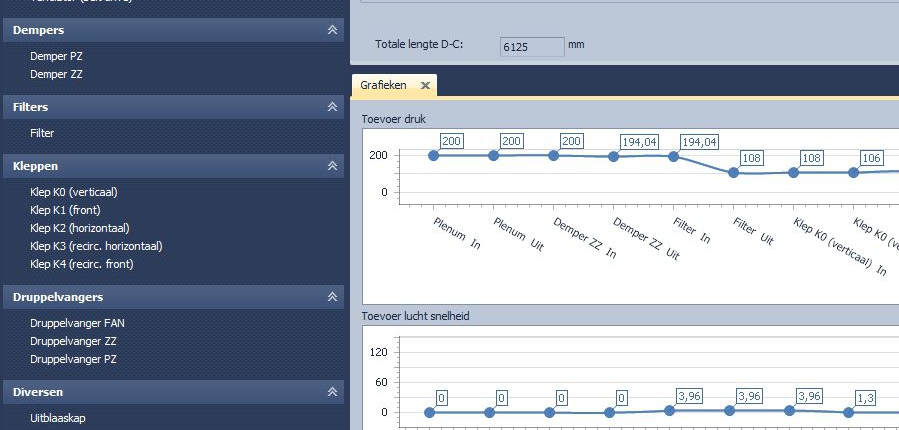 Dempers
Demper PZ
Demper ZZ
Filters
Filter
Kleppen
Klep K0 (verticaal)
Klep K1 (front)
Klep K2 (horizontaal)
Klep K3 (recirc. horizontaal)
Klep K4 (recirc. front)
Druppelvangers
Druppelvanger FAN
Druppelvanger ZZ
Druppelvanger PZ
Diversen
Uitblaaskap
Totale lengte D-C: 6125 mm
Grafieken
Toevoer druk
200 200 200 194,04 194,04 108 108 106
200
0
Plenum In
Plenum Uit
Demper ZZ In
Demper ZZ Uit
Filter In
Filter Uit
Klep K0 (verticaal) In
Klep K0 (v
Toevoer lucht snelheid
120
60
0
0 0 0 0 3,96 3,96 3,96 1,3